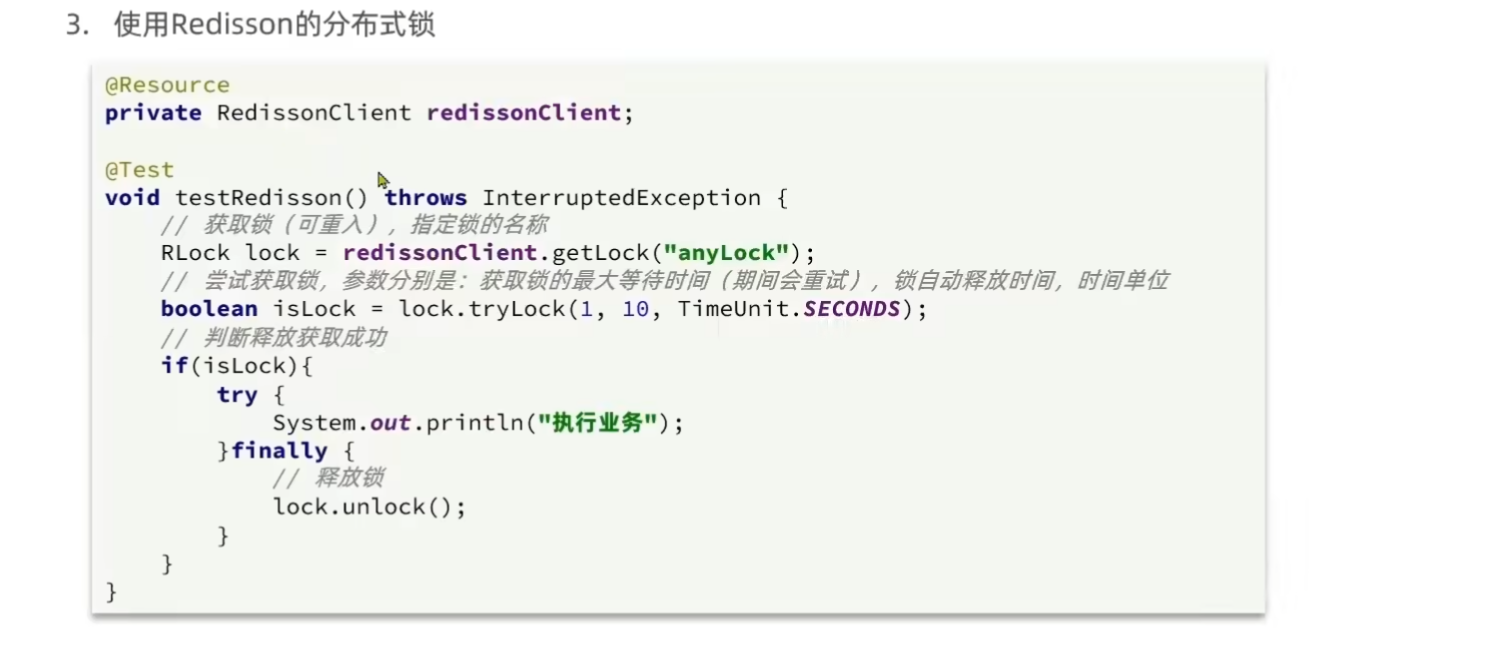 3. 使用Redisson的分布式锁
@Resource
private RedissonClient redissonClient;
@Test
void testRedisson() throws InterruptedException {
// 获取锁（可重入），指定锁的名称
RLock lock = redissonClient.getLock("anyLock");
// 尝试获取锁，参数分别是：获取锁的最大等待时间（期间会重试），锁自动释放时间，时间单位
boolean isLock = lock.tryLock(1, 10, TimeUnit.SECONDS);
// 判断释放获取成功
if(isLock){
try {
System.out.println("执行业务");
}finally {
// 释放锁
lock.unlock();
}
}
}